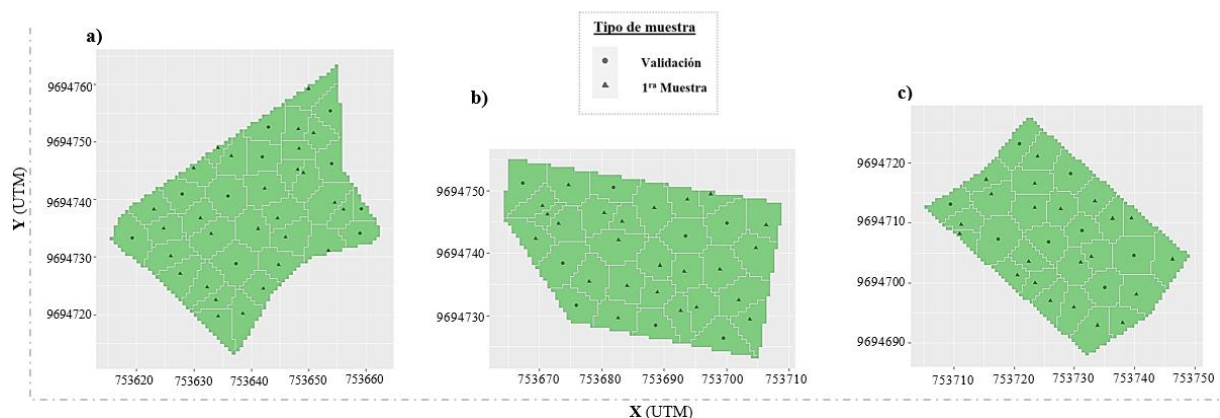 Tipo de muestra
Validación
1ra Muestra
a)
9694760
9694750
9694740
9694730
9694720
753620 753630 753640 753650 753660
b)
9694750
9694740
9694730
753670 753680 753690 753700 753710
c)
9694720
9694710
9694700
9694690
753710 753720 753730 753740 753750
Y (UTM)
X (UTM)